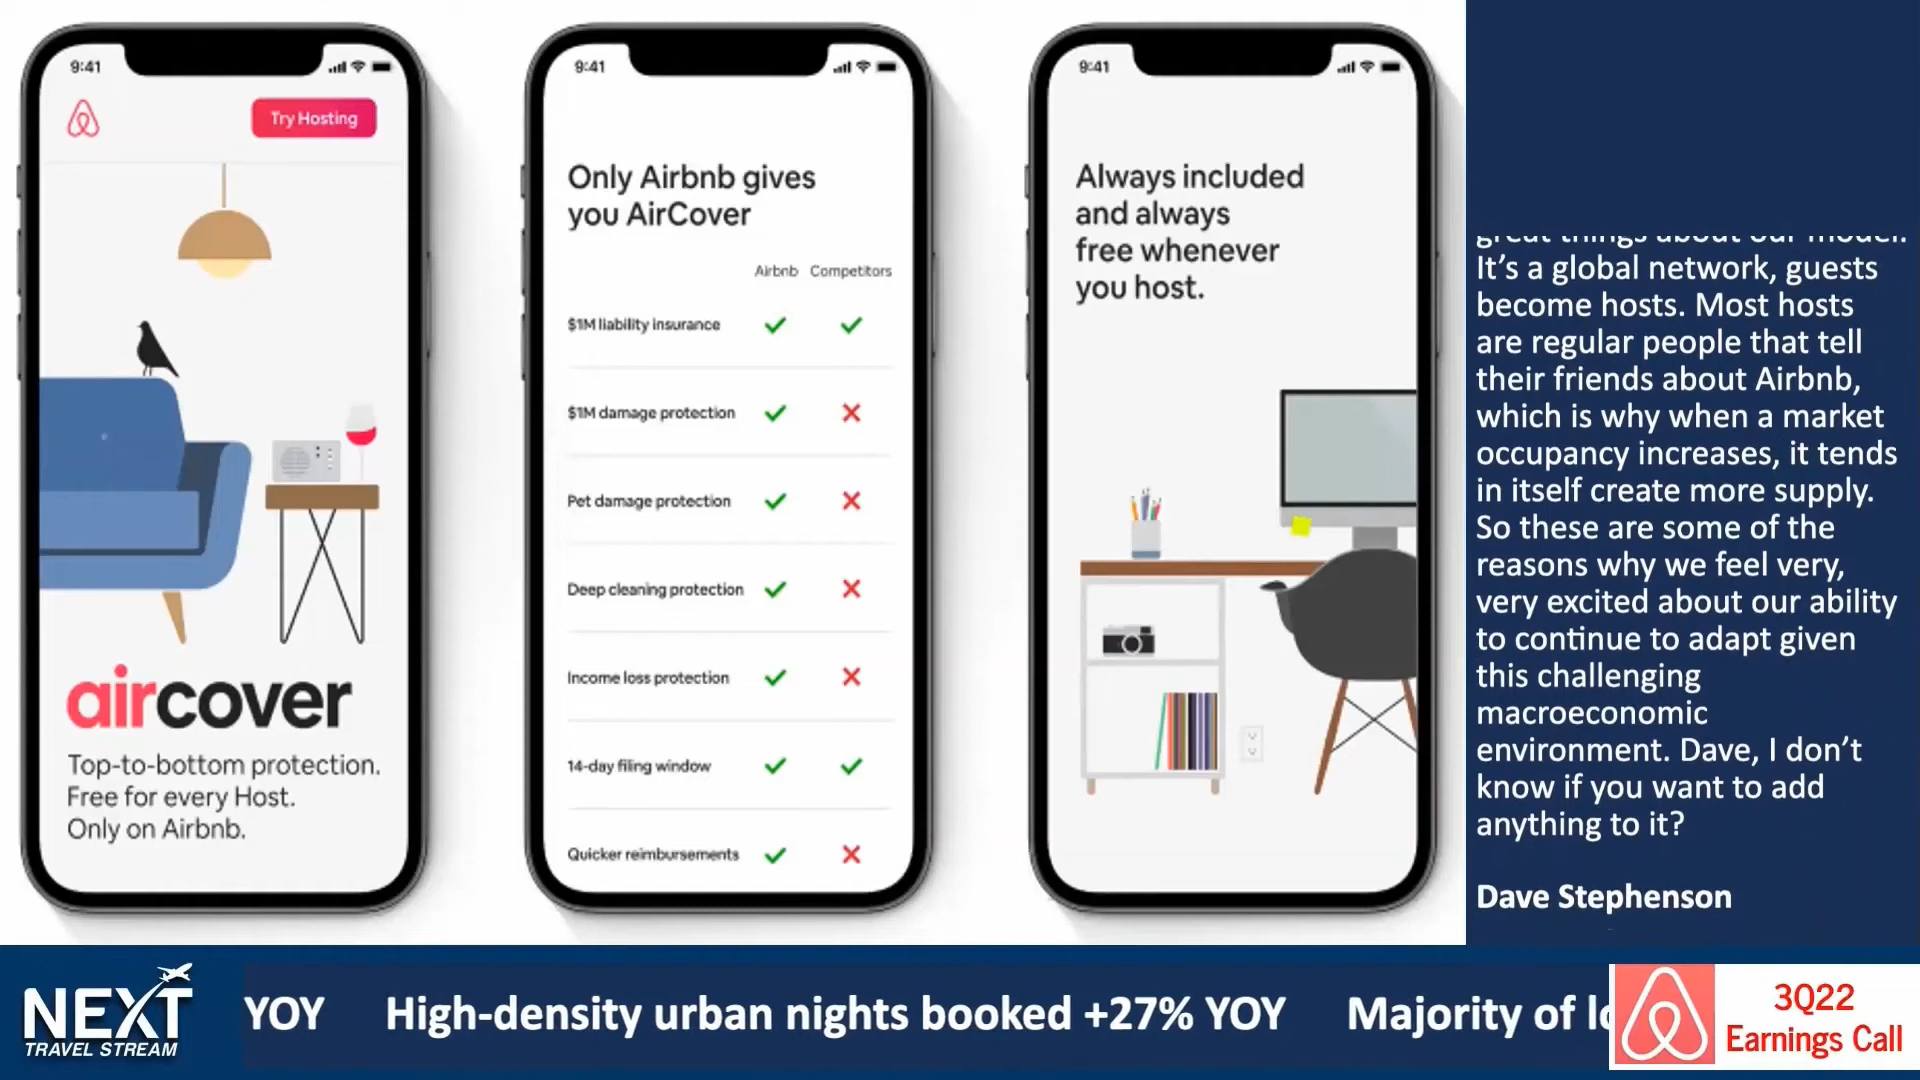 9:41
Try Hosting
aircover
Top-to-bottom protection.
Free for every Host.
Only on Airbnb.
9:41
Only Airbnb gives
you AirCover
Airbnb Competitors
$1M liability insurance
$1M damage protection
Pet damage protection
Deep cleaning protection
Income loss protection
14-day filing window
Quicker reimbursements
9:41
Always included
and always
free whenever
you host.
great things about our model.
It’s a global network, guests
become hosts. Most hosts
are regular people that tell
their friends about Airbnb,
which is why when a market
occupancy increases, it tends
in itself create more supply.
So these are some of the
reasons why we feel very,
very excited about our ability
to continue to adapt given
this challenging
macroeconomic
environment. Dave, I don’t
know if you want to add
anything to it?
Dave Stephenson
NEXT
TRAVEL STREAM
YOY High-density urban nights booked +27% YOY Majority of
3Q22
Earnings Call